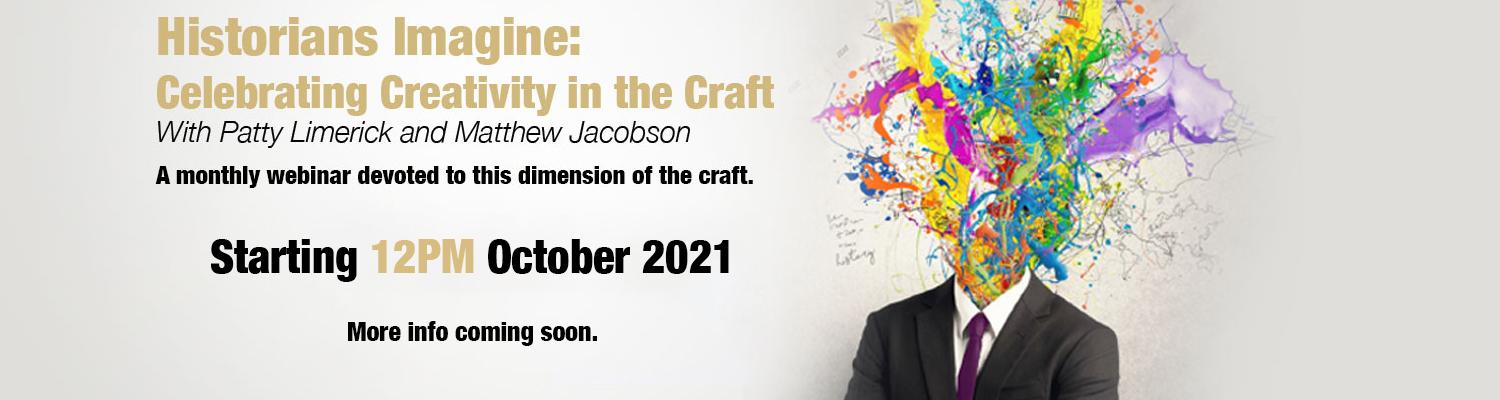 Historians Imagine:
Celebrating Creativity in the Craft
With Patty Limerick and Matthew Jacobson
A monthly webinar devoted to this dimension of the craft.
Starting 12PM October 2021
More info coming soon.
history